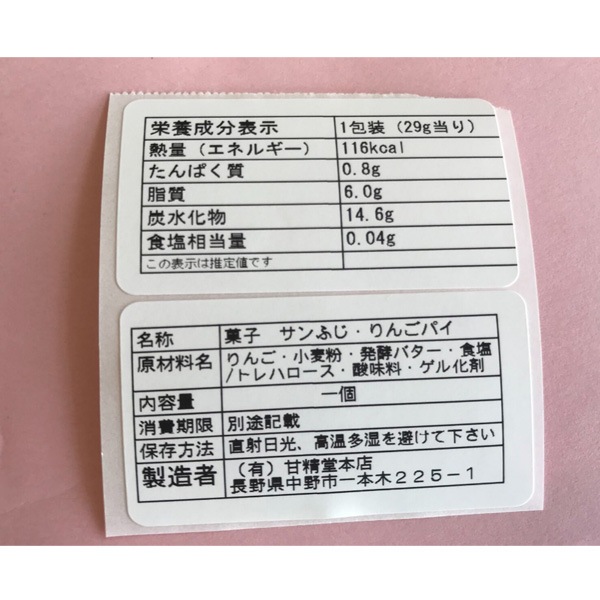 栄養成分表示 1包装（29g当り）
熱量（エネルギー） 116kcal
たんぱく質 0.8g
脂質 6.0g
炭水化物 14.6g
食塩相当量 0.04g
この表示は推定値です
名称 菓子　サンふじ・りんごパイ
原材料名 りんご・小麦粉・発酵バター・食塩
/トレハロース・酸味料・ゲル化剤
内容量 一個
消費期限 別途記載
保存方法 直射日光、高温多湿を避けて下さい
製造者 （有）甘精堂本店
長野県中野市一本木２２５－１